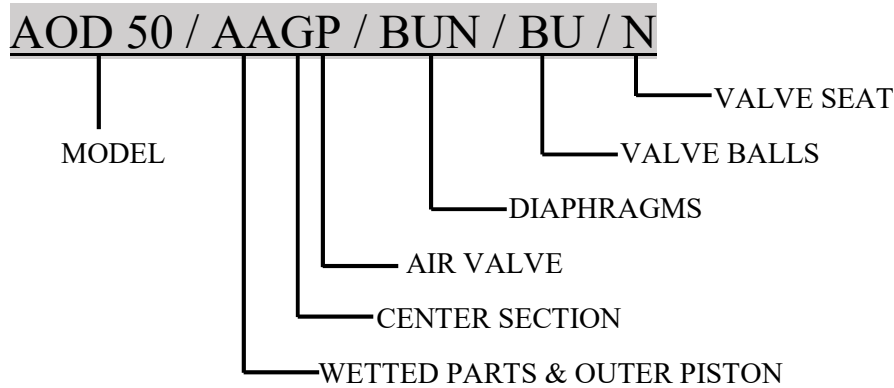 AOD 50 / AAGP / BUN / BU / N
VALVE SEAT
MODEL
VALVE BALLS
DIAPHRAGMS
AIR VALVE
CENTER SECTION
WETTED PARTS & OUTER PISTON